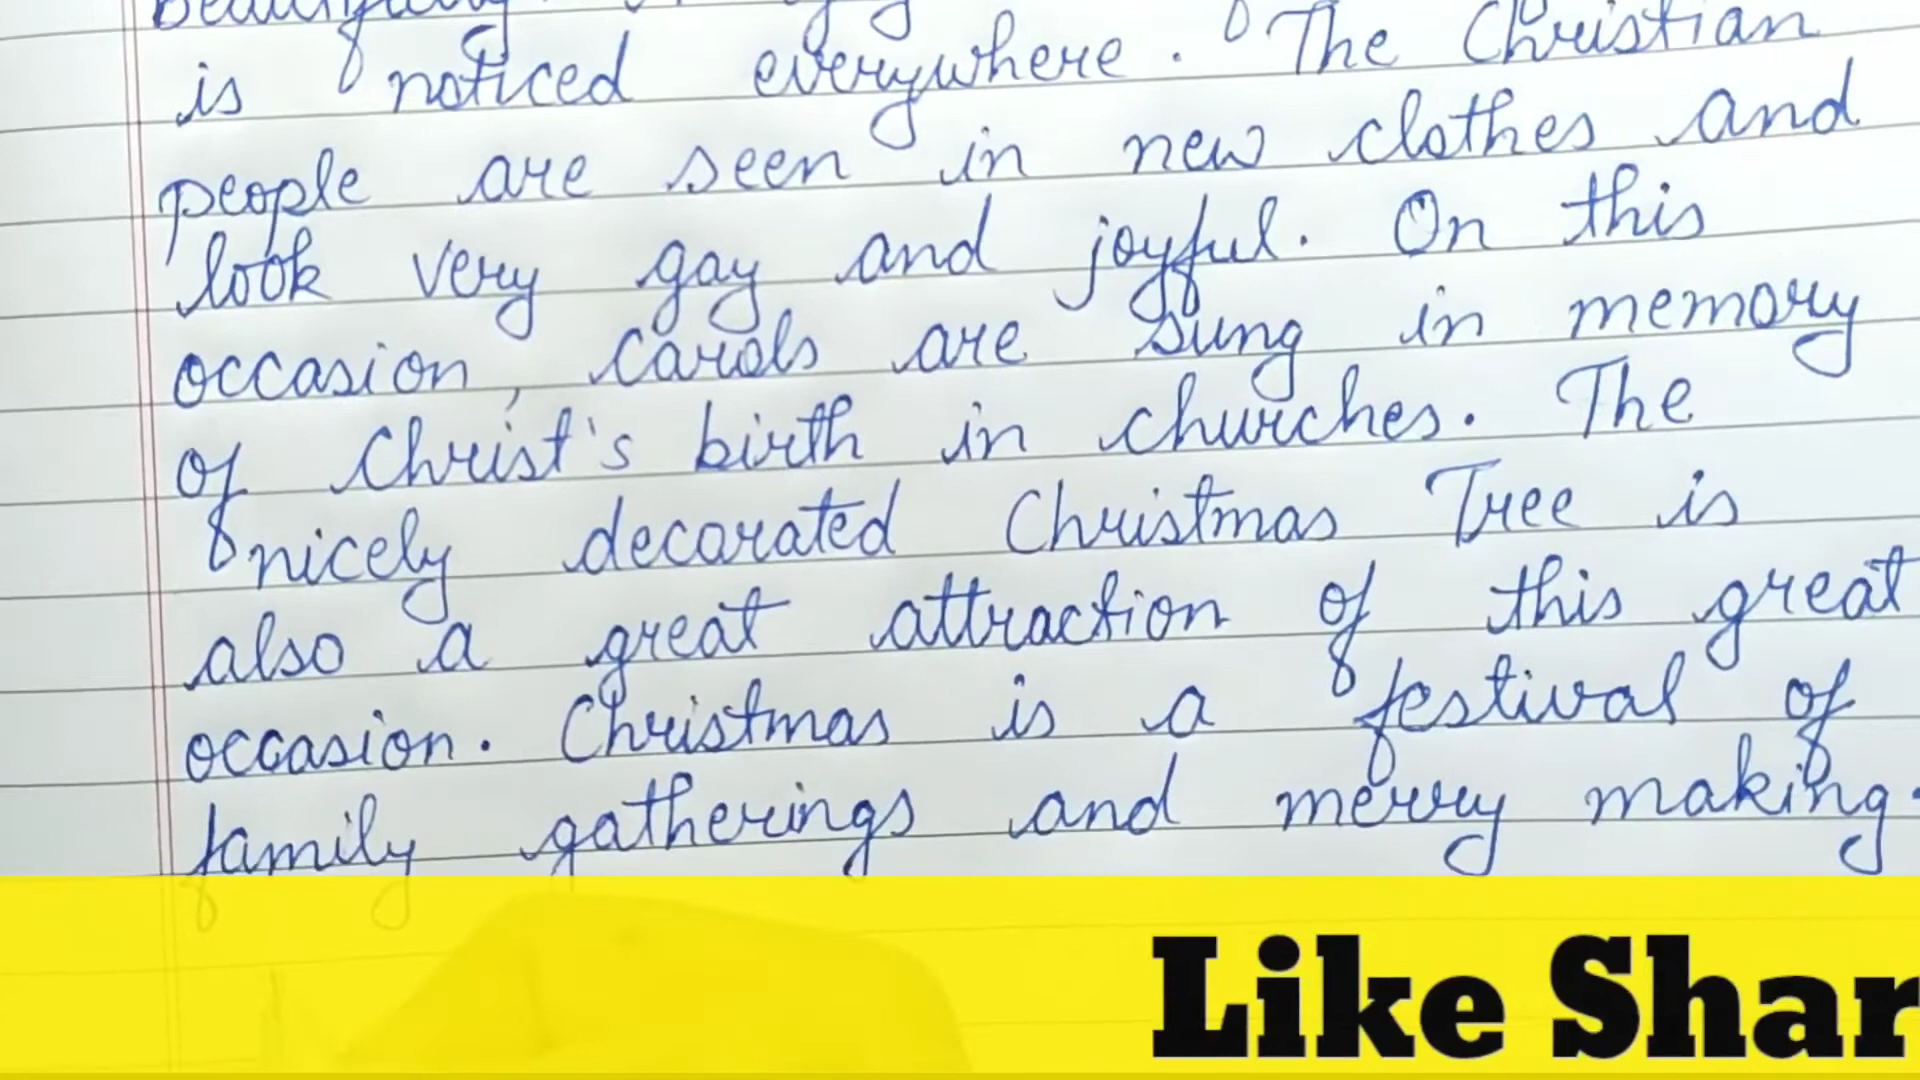 is noticed everywhere. The Christian
people are seen in new clothes and
look very gay and joyful. On this
occasion, carols are sung in memory
of Christ's birth in churches. The
nicely decorated Christmas Tree is
also a great attraction of this great
occasion. Christmas is a festival of
family gatherings and merry making.
Like Shar